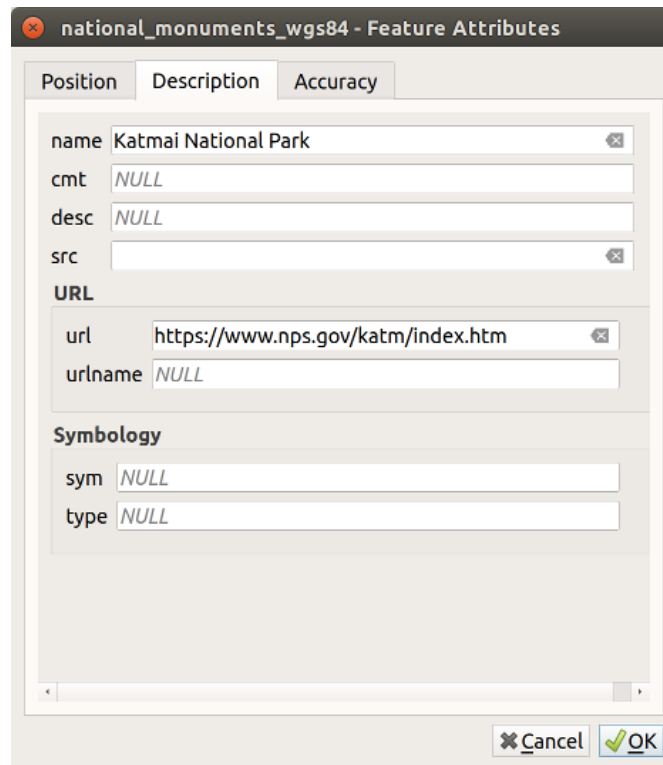 national_monuments_wgs84 - Feature Attributes
Position Description Accuracy
name Katmai National Park
cmt NULL
desc NULL
src
URL
url https://www.nps.gov/katm/index.htm
urlname NULL
Symbology
sym NULL
type NULL
Cancel OK